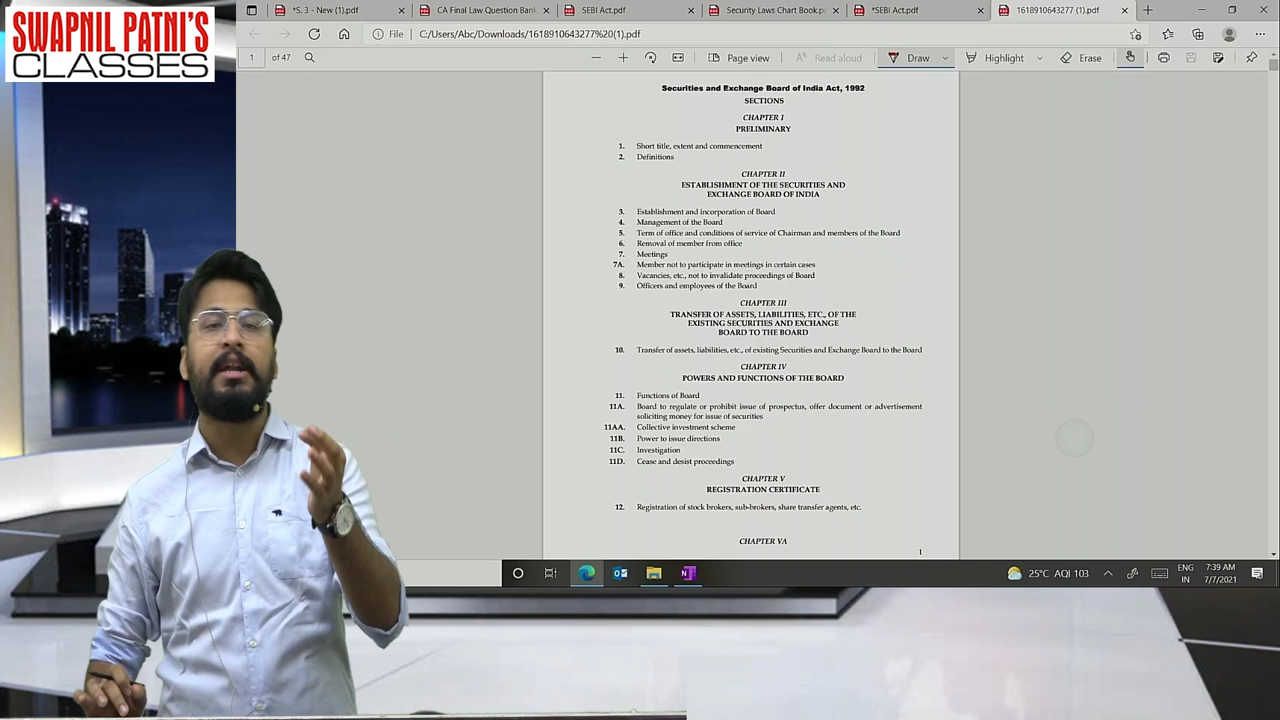 SWAPNIL PATNI'S
CLASSES
*S. 3 - New (1).pdf
CA Final Law Question Bank
SEBI Act.pdf
Security Laws Chart Book.p
*SEBI Act.pdf
1618910643277 (1).pdf
File C:/Users/Abc/Downloads/1618910643277%20(1).pdf
1 of 47
Page view
Read aloud
Draw
Highlight
Erase
Securities and Exchange Board of India Act, 1992
SECTIONS
CHAPTER I
PRELIMINARY
1. Short title, extent and commencement
2. Definitions
CHAPTER II
ESTABLISHMENT OF THE SECURITIES AND
EXCHANGE BOARD OF INDIA
3. Establishment and incorporation of Board
4. Management of the Board
5. Term of office and conditions of service of Chairman and members of the Board
6. Removal of member from office
7. Meetings
7A. Member not to participate in meetings in certain cases
8. Vacancies, etc., not to invalidate proceedings of Board
9. Officers and employees of the Board
CHAPTER III
TRANSFER OF ASSETS, LIABILITIES, ETC., OF THE
EXISTING SECURITIES AND EXCHANGE
BOARD TO THE BOARD
10. Transfer of assets, liabilities, etc., of existing Securities and Exchange Board to the Board
CHAPTER IV
POWERS AND FUNCTIONS OF THE BOARD
11. Functions of Board
11A. Board to regulate or prohibit issue of prospectus, offer document or advertisement
soliciting money for issue of securities
11AA. Collective investment scheme
11B. Power to issue directions
11C. Investigation
11D. Cease and desist proceedings
CHAPTER V
REGISTRATION CERTIFICATE
12. Registration of stock brokers, sub-brokers, share transfer agents, etc.
CHAPTER VA
1
25°C AQI 103
ENG
IN
7:39 AM
7/7/2021